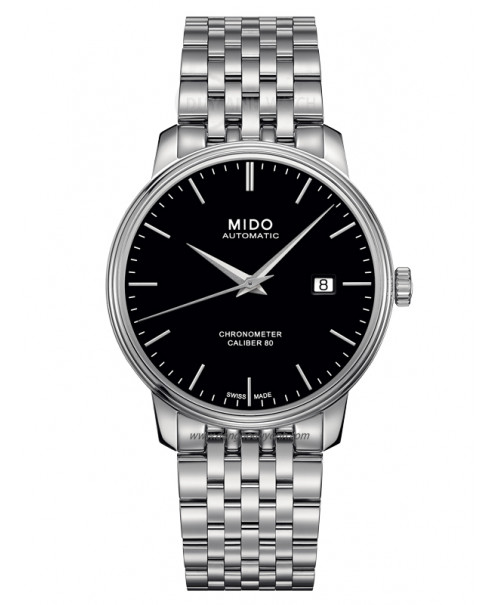 MIDO
AUTOMATIC
8
CHRONOMETER
CALIBER 80
SWISS MADE